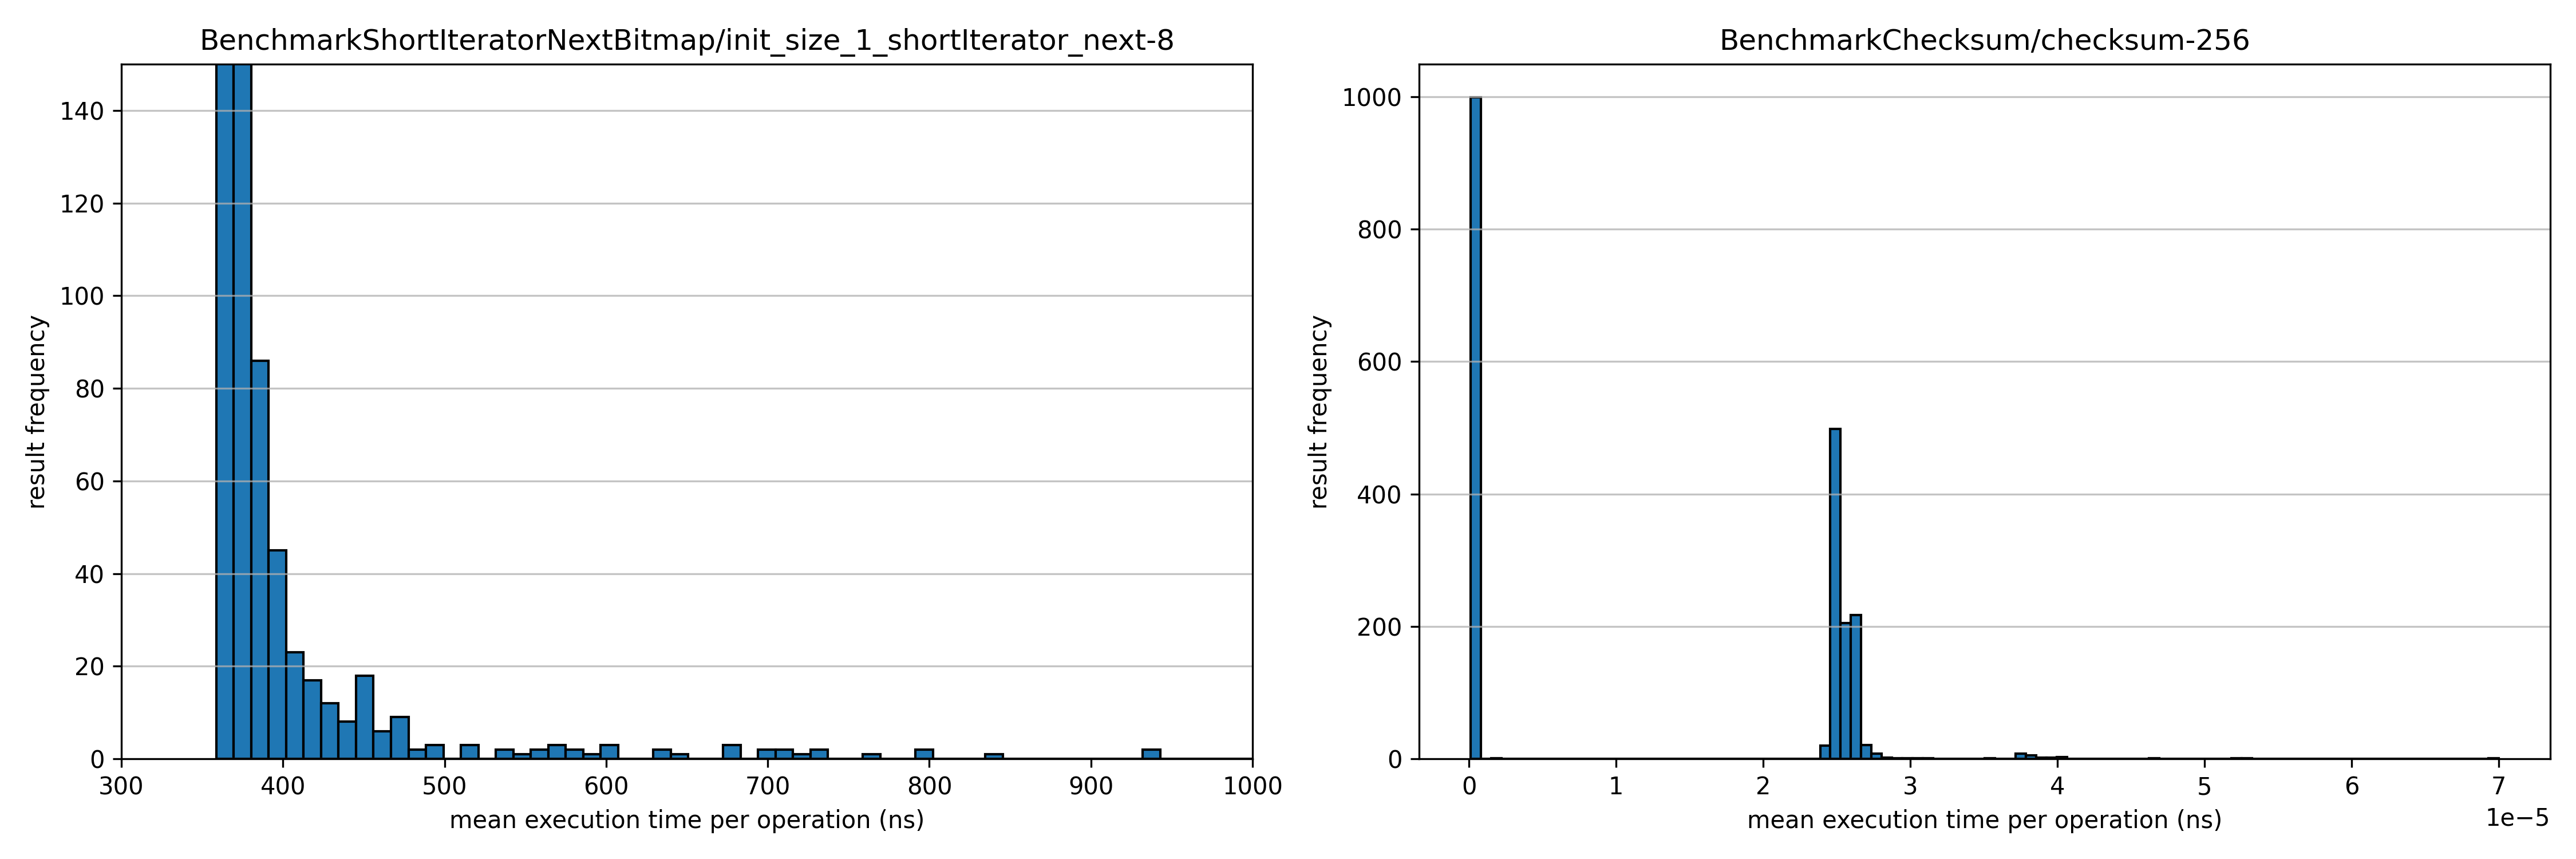 BenchmarkShortIteratorNextBitmap/init_size_1_shortIterator_next-8
140
120
100
80
60
40
20
0
result frequency
300 400 500 600 700 800 900 1000
mean execution time per operation (ns)
BenchmarkChecksum/checksum-256
1000
800
600
400
200
0
result frequency
0 1 2 3 4 5 6 7
1e−5
mean execution time per operation (ns)